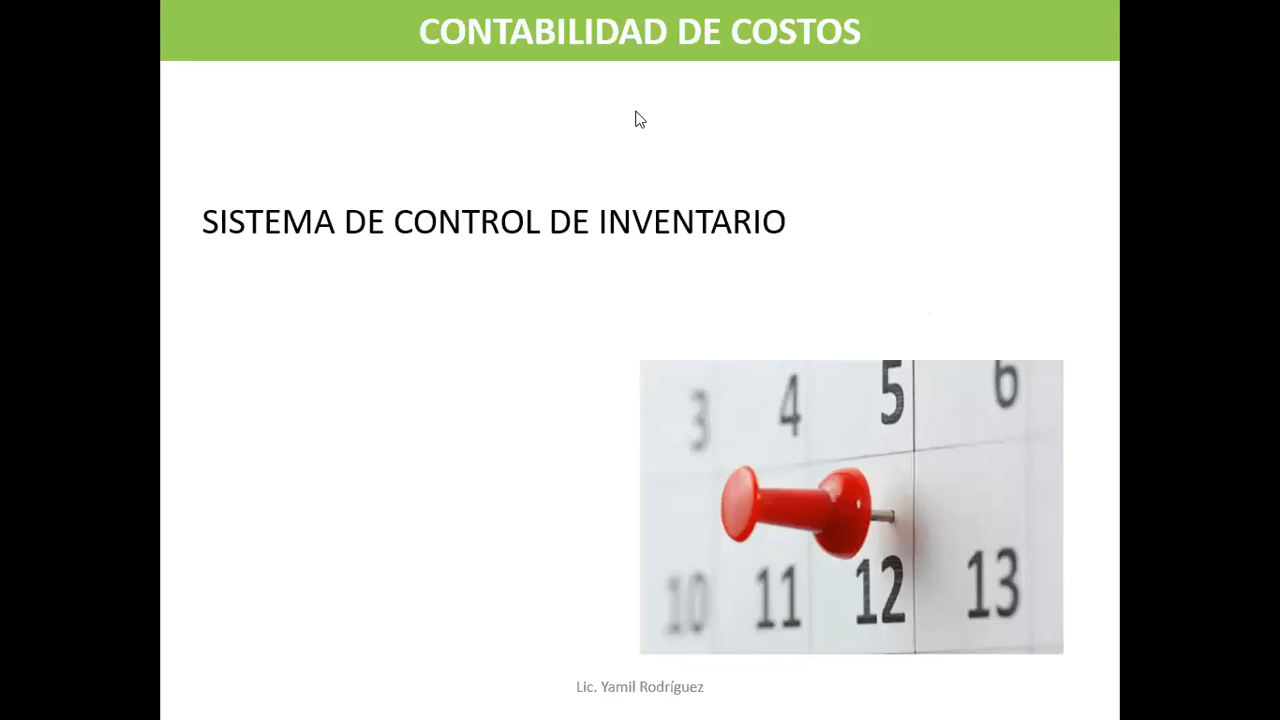 CONTABILIDAD DE COSTOS
SISTEMA DE CONTROL DE INVENTARIO
3 4 5 6
10 11 12 13
Lic. Yamil Rodríguez